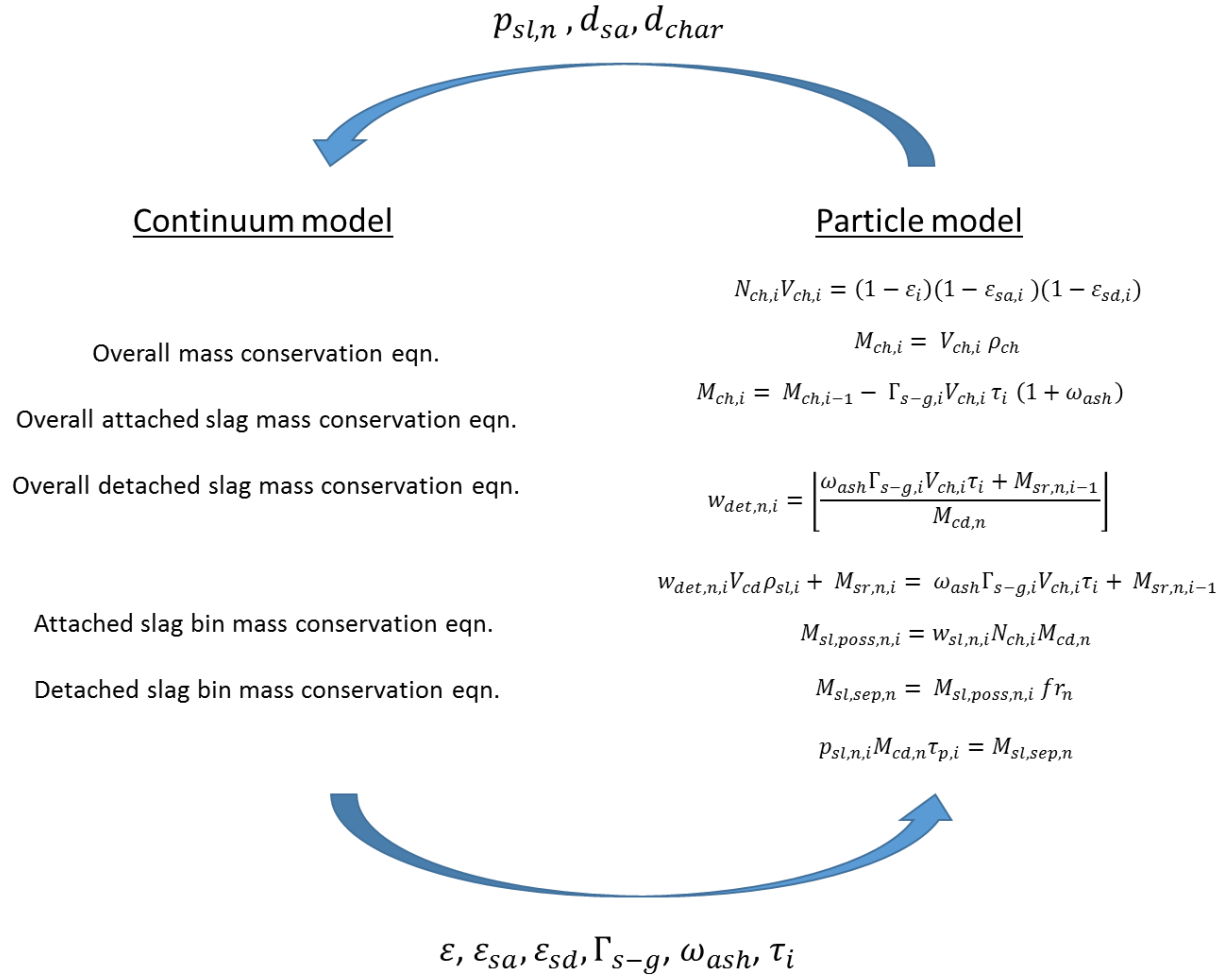 p_{sl,n} , d_{sa}, d_{char}
Continuum model
Overall mass conservation eqn.
Overall attached slag mass conservation eqn.
Overall detached slag mass conservation eqn.
Attached slag bin mass conservation eqn.
Detached slag bin mass conservation eqn.
Particle model
N_{ch,i}V_{ch,i} = (1 − ε_i)(1 − ε_{sa,i} )(1 − ε_{sd,i})
M_{ch,i} = V_{ch,i} ρ_{ch}
M_{ch,i} = M_{ch,i−1} − Γ_{s−g,i}V_{ch,i} τ_i (1 + ω_{ash})
w_{det,n,i} = ⌊(ω_{ash}Γ_{s−g,i}V_{ch,i}τ_i + M_{sr,n,i−1}) / M_{cd,n}⌋
w_{det,n,i}V_{cd}ρ_{sl,i} + M_{sr,n,i} = ω_{ash}Γ_{s−g,i}V_{ch,i}τ_i + M_{sr,n,i−1}
M_{sl,poss,n,i} = w_{sl,n,i}N_{ch,i}M_{cd,n}
M_{sl,sep,n} = M_{sl,poss,n,i} fr_n
p_{sl,n,i}M_{cd,n}τ_{p,i} = M_{sl,sep,n}
ε, ε_{sa}, ε_{sd}, Γ_{s−g}, ω_{ash}, τ_i